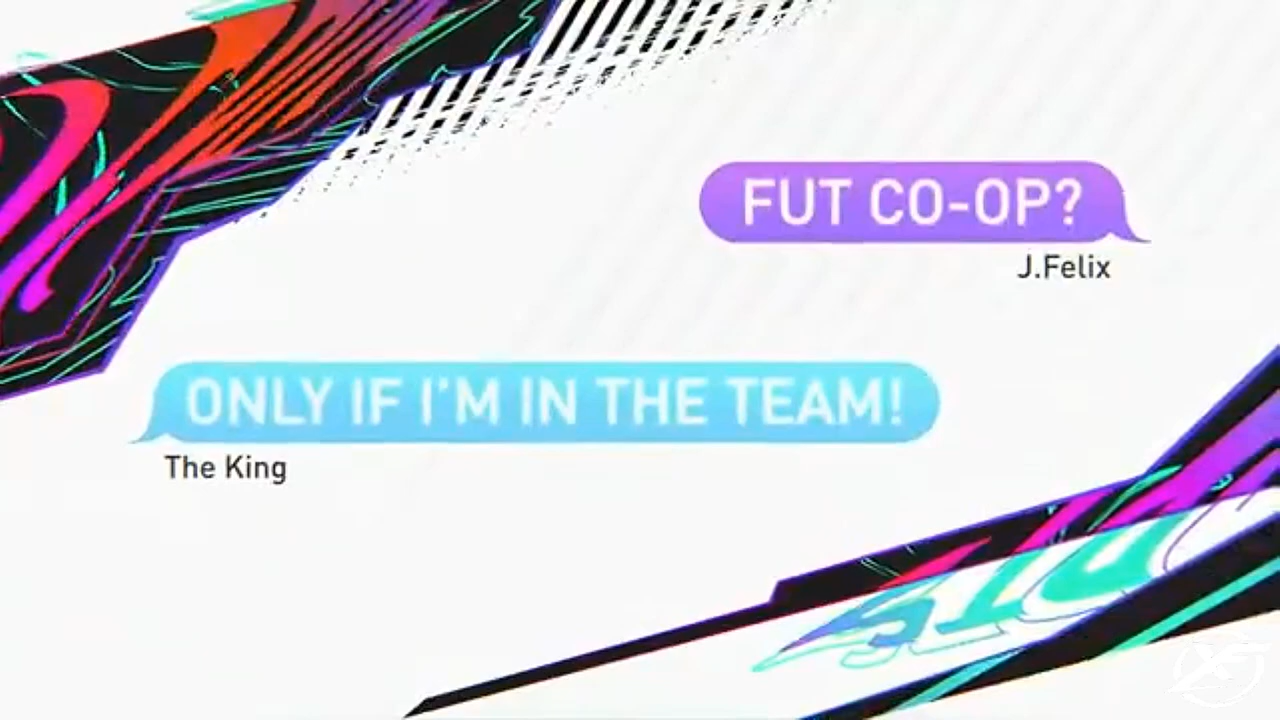 FUT CO-OP?
J.Felix
ONLY IF I'M IN THE TEAM!
The King